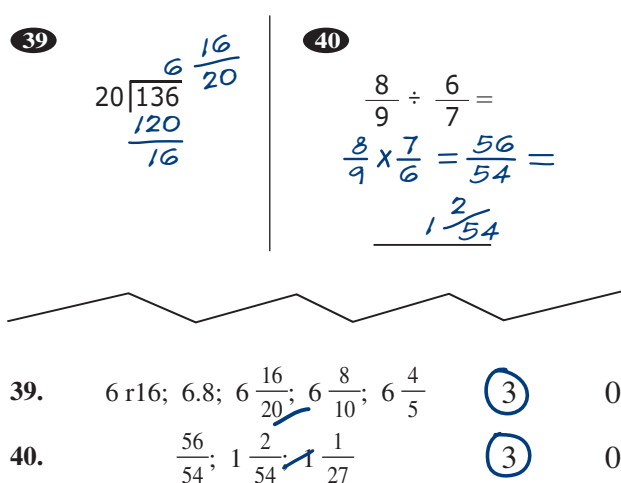 39
6 16/20
20)136
120
16
40
8/9 ÷ 6/7 =
8/9 x 7/6 = 56/54 =
1 2/54
39. 6 r16; 6.8; 6 16/20; 6 8/10; 6 4/5 3 0
40. 56/54; 1 2/54; 1 1/27 3 0